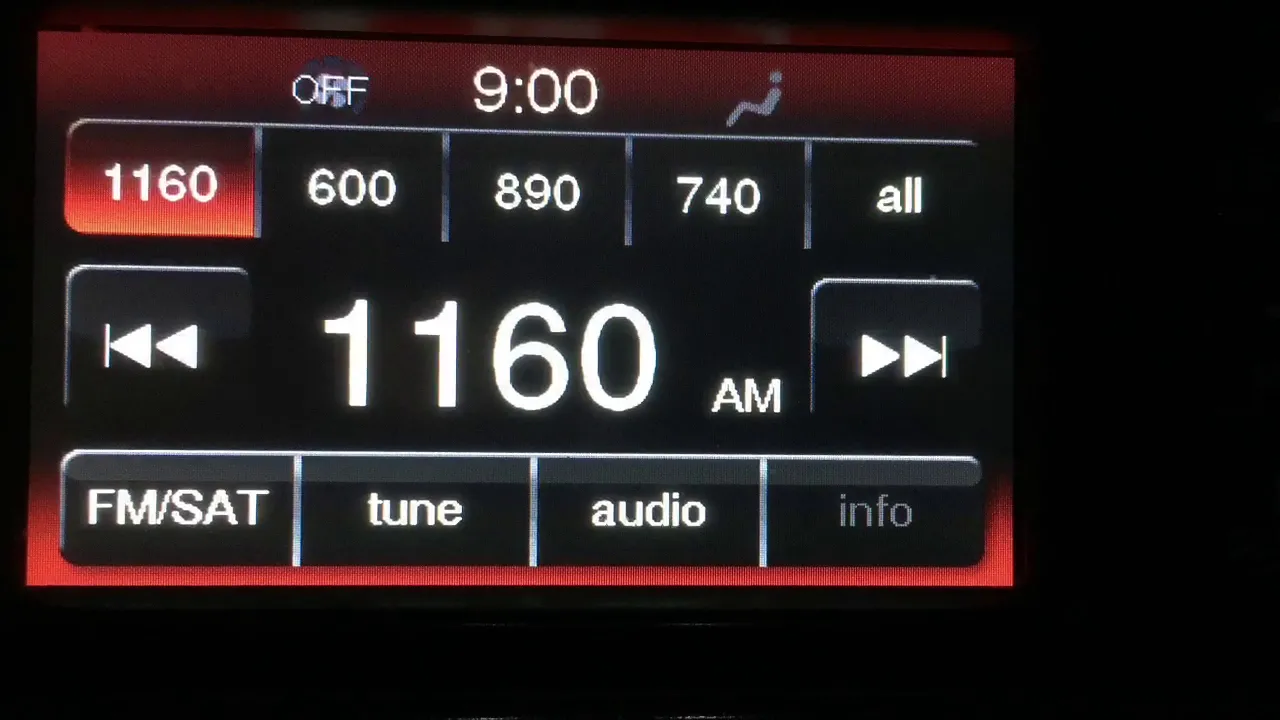 OFF 9:00
1160 600 890 740 all
1160 AM
FM/SAT tune audio info